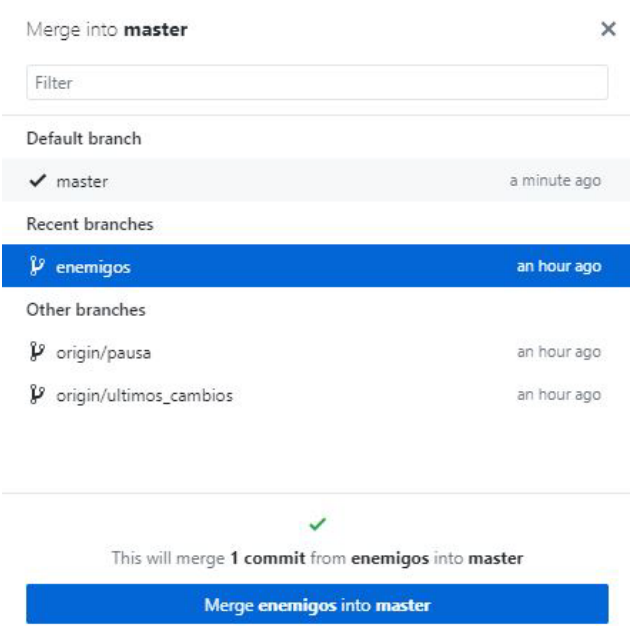 Merge into master
Filter
Default branch
master a minute ago
Recent branches
enemigos an hour ago
Other branches
origin/pausa an hour ago
origin/ultimos_cambios an hour ago
This will merge 1 commit from enemigos into master
Merge enemigos into master